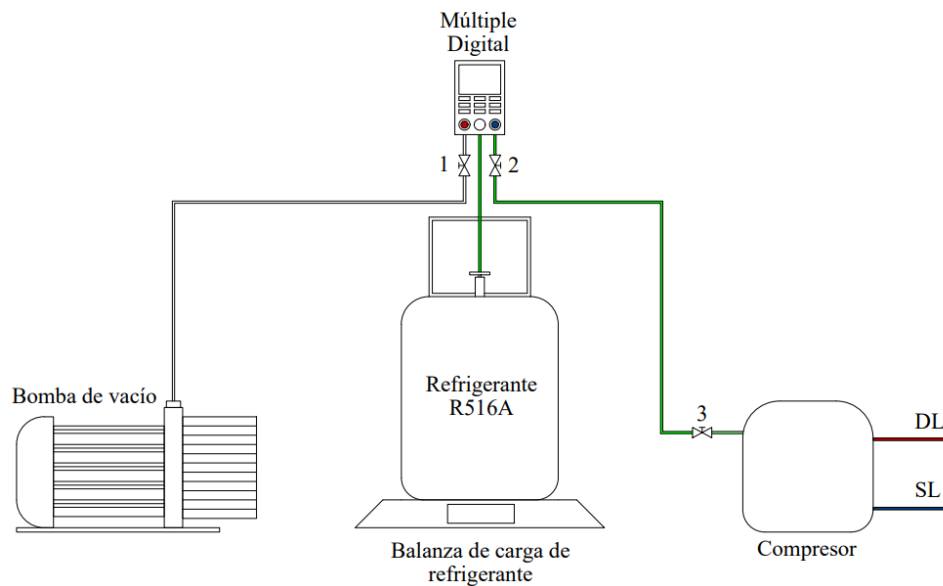 Múltiple
Digital
1
2
Bomba de vacío
Refrigerante
R516A
3
DL
SL
Compresor
Balanza de carga de
refrigerante